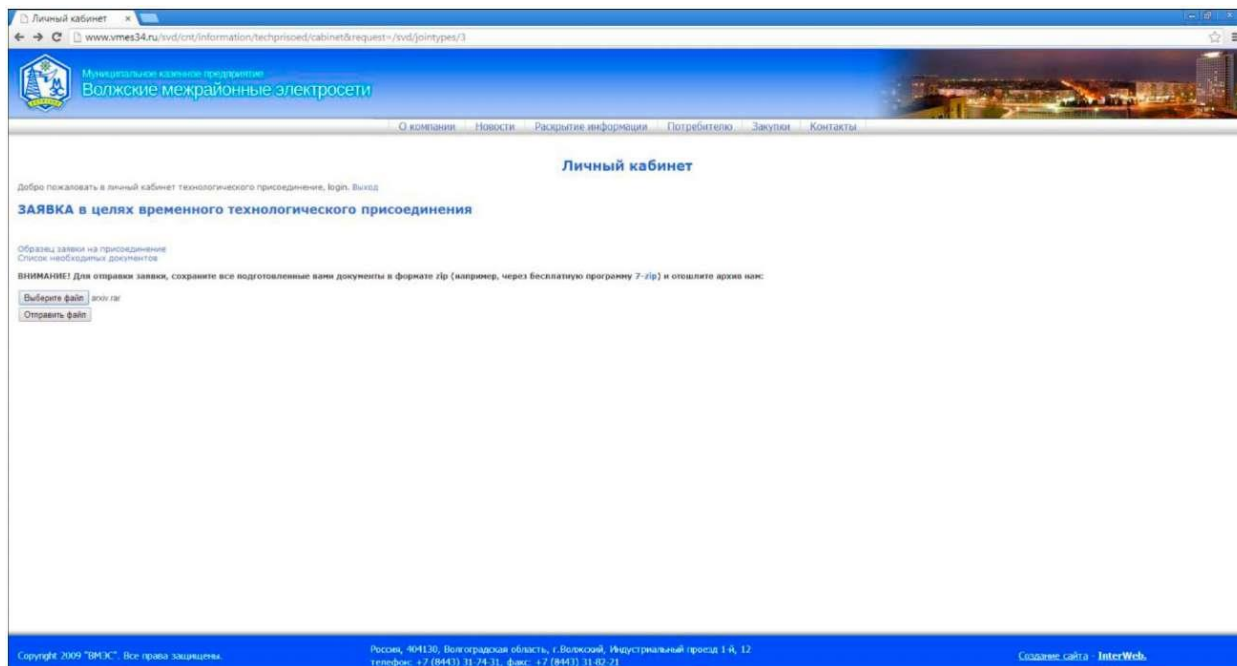 Личный кабинет
www.vmes34.ru/svd/cnt/information/techprisoed/cabinet&request=/svd/jointypes/3
Муниципальное казенное предприятие
Волжские межрайонные электросети
О компании Новости Раскрытие информации Потребителю Закупки Контакты
Личный кабинет
Добро пожаловать в личный кабинет технологического присоединение, login. Выход
ЗАЯВКА в целях временного технологического присоединения
Образец заявки на присоединение
Список необходимых документов
ВНИМАНИЕ! Для отправки заявки, сохраните все подготовленные вами документы в формате zip (например, через бесплатную программу 7-zip) и отошлите архив нам:
Выберите файл arxiv.rar
Отправить файл
Copyright 2009 "ВМЭС". Все права защищены.
Россия, 404130, Волгоградская область, г.Волжский, Индустриальный проезд 1-й, 12
телефон: +7 (8443) 31-74-31, факс: +7 (8443) 31-82-21
Создание сайта - InterWeb.